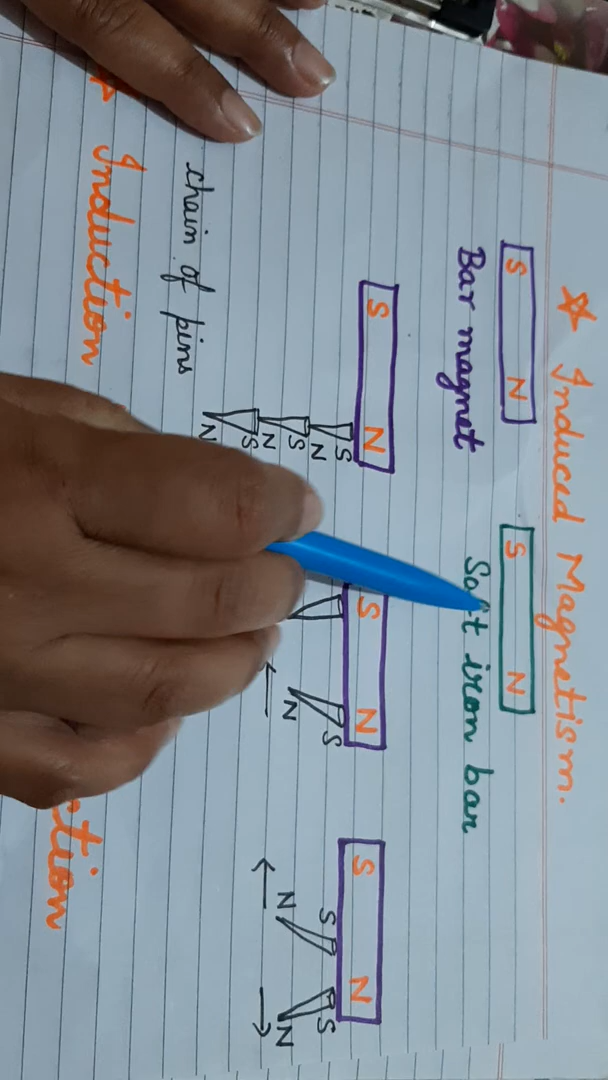 ☆ Induced Magnetism.
S N S N
Bar magnet Soft iron bar
S N S N S N
S S S S
N N N N
S
N
S
N
chain of pins
☆ Induction